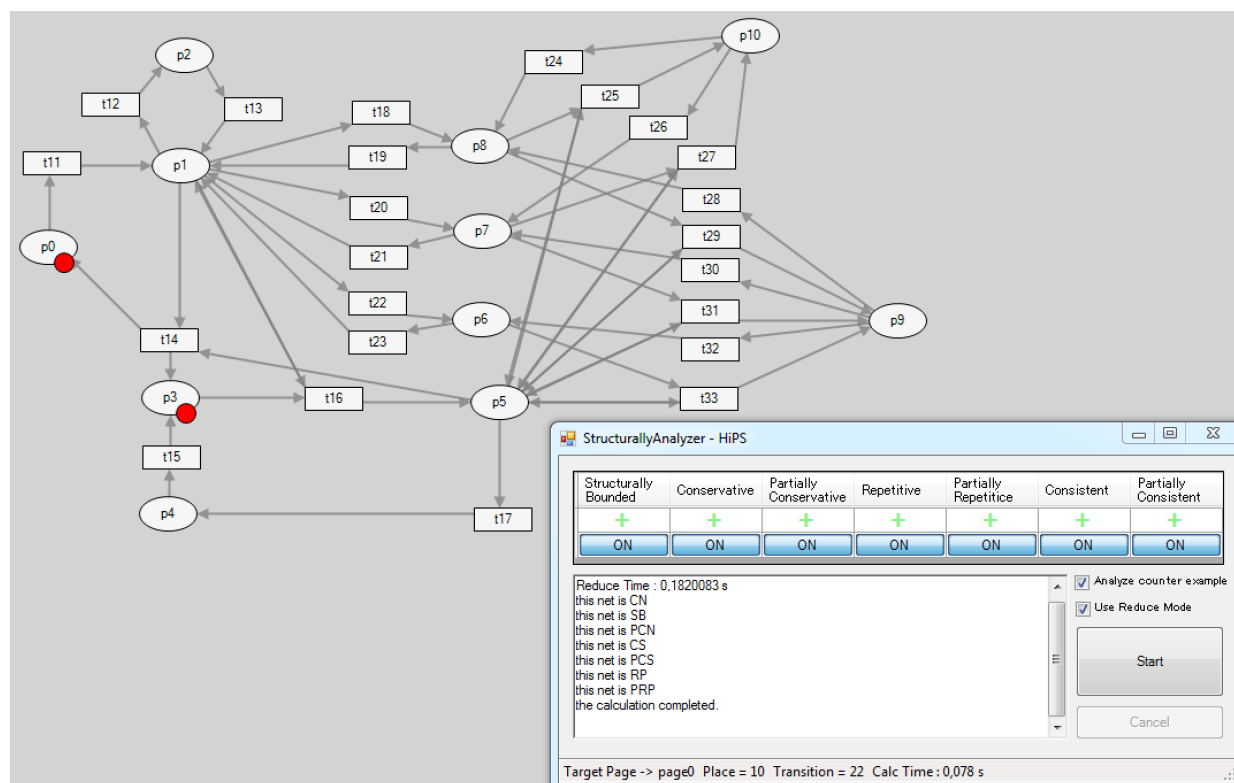 p10
p2
t24
t25
t12
t13
t18
t26
p8
t19
t27
t11
p1
t28
t20
p7
t29
p0
t21
t30
t22
t31
p6
p9
t14
t23
t32
p3
t16
p5
t33
t15
p4
t17
StructurallyAnalyzer - HiPS
Structurally Bounded
Conservative
Partially Conservative
Repetitive
Partially Repetitice
Consistent
Partially Consistent
+ + + + + + +
ON ON ON ON ON ON ON
Reduce Time : 0,1820083 s
this net is CN
this net is SB
this net is PCN
this net is CS
this net is PCS
this net is RP
this net is PRP
the calculation completed.
Analyze counter example
Use Reduce Mode
Start
Cancel
Target Page -> page0 Place = 10 Transition = 22 Calc Time : 0,078 s